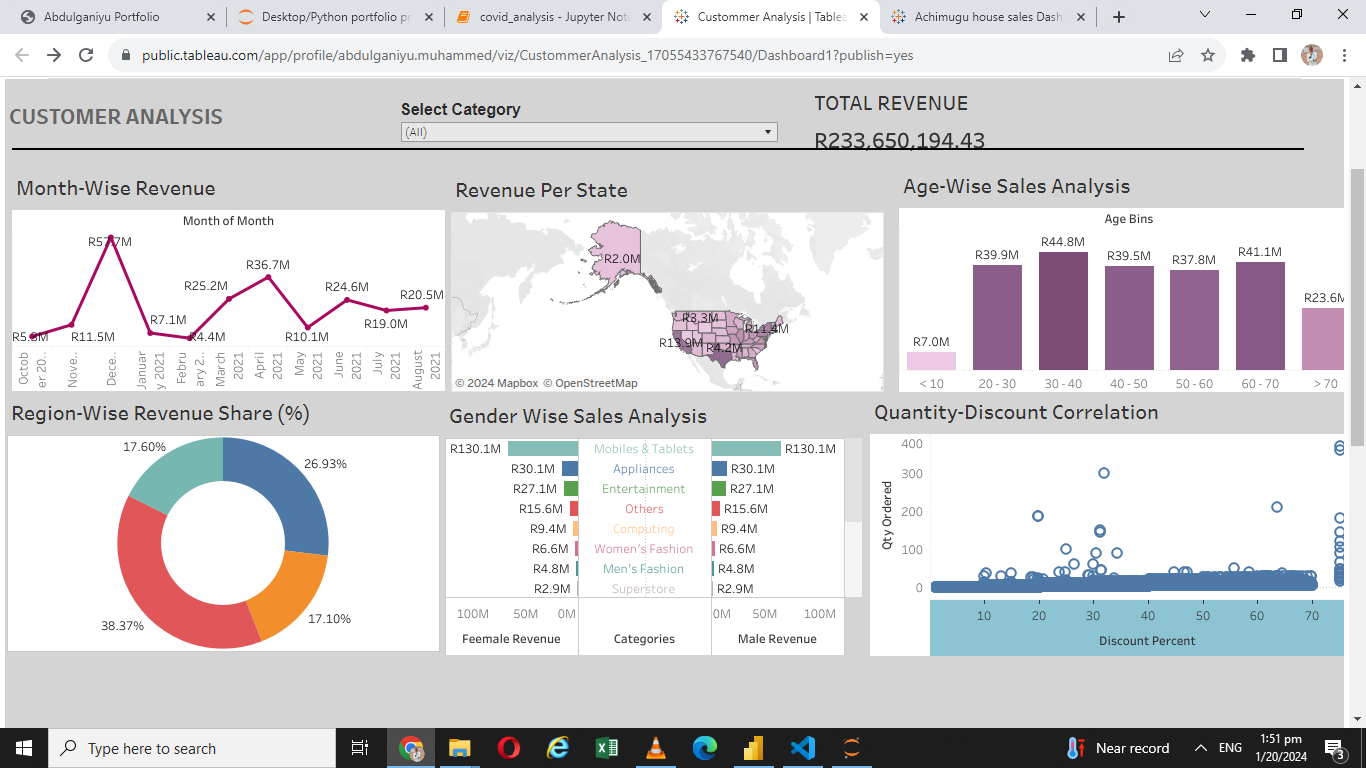 Abdulganiyu Portfolio
Desktop/Python portfolio pr
covid_analysis - Jupyter Not
Custommer Analysis | Tablea
Achimugu house sales Dash
public.tableau.com/app/profile/abdulganiyu.muhammed/viz/CustommerAnalysis_17055433767540/Dashboard1?publish=yes
CUSTOMER ANALYSIS
Select Category
(All)
TOTAL REVENUE
R233,650,194.43
Month-Wise Revenue
Month of Month
R57.7M
R36.7M
R25.2M
R24.6M
R20.5M
R7.1M
R19.0M
R5.3M
R11.5M
R4.4M
R10.1M
Octob
er 20..
Nove..
Dece..
Januar
y 2021
Febru
ary 2..
March
2021
April
2021
May
2021
June
2021
July
2021
August
2021
Revenue Per State
R2.0M
R3.3M
R11.4M
R13.9M
R4.2M
© 2024 Mapbox © OpenStreetMap
Age-Wise Sales Analysis
Age Bins
R7.0M
R39.9M
R44.8M
R39.5M
R37.8M
R41.1M
R23.6M
< 10
20 - 30
30 - 40
40 - 50
50 - 60
60 - 70
> 70
Region-Wise Revenue Share (%)
17.60%
26.93%
38.37%
17.10%
Gender Wise Sales Analysis
R130.1M Mobiles & Tablets R130.1M
R30.1M Appliances R30.1M
R27.1M Entertainment R27.1M
R15.6M Others R15.6M
R9.4M Computing R9.4M
R6.6M Women's Fashion R6.6M
R4.8M Men's Fashion R4.8M
R2.9M Superstore R2.9M
100M 50M 0M 0M 50M 100M
Feemale Revenue Categories Male Revenue
Quantity-Discount Correlation
Qty Ordered
400
300
200
100
0
10 20 30 40 50 60 70
Discount Percent
Type here to search
Near record
ENG
1:51 pm
1/20/2024
3